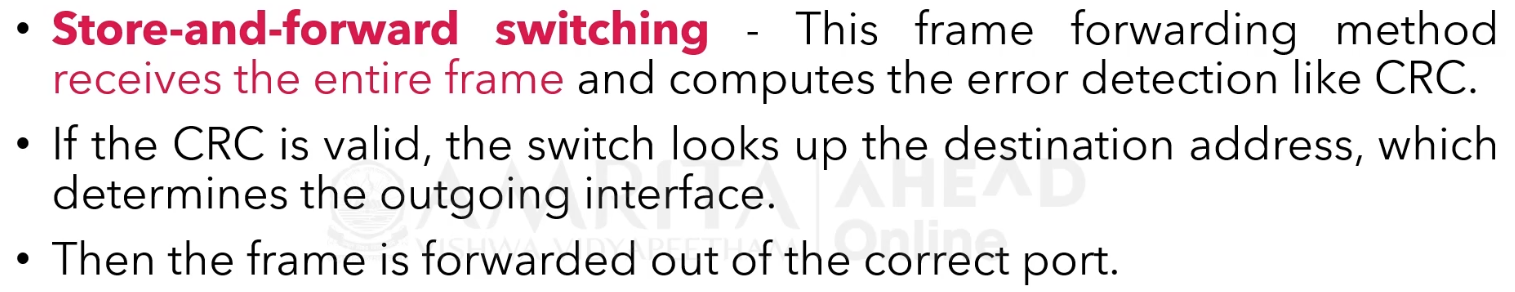 • Store-and-forward switching - This frame forwarding method
receives the entire frame and computes the error detection like CRC.
• If the CRC is valid, the switch looks up the destination address, which
determines the outgoing interface.
AMRITA VISHWA VIDYAPEETHAM
AHEAD Online
• Then the frame is forwarded out of the correct port.